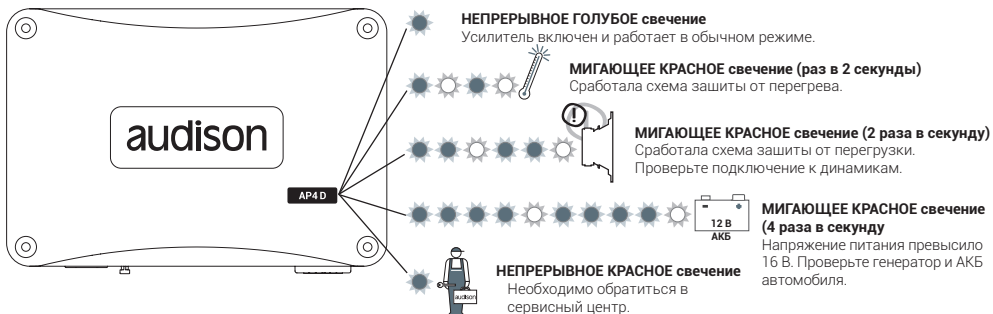 НЕПРЕРЫВНОЕ ГОЛУБОЕ свечение
Усилитель включен и работает в обычном режиме.
МИГАЮЩЕЕ КРАСНОЕ свечение (раз в 2 секунды)
Сработала схема зашиты от перегрева.
audison
AP4 D
!
МИГАЮЩЕЕ КРАСНОЕ свечение (2 раза в секунду)
Сработала схема зашиты от перегрузки.
Проверьте подключение к динамикам.
12 В
АКБ
МИГАЮЩЕЕ КРАСНОЕ свечение
(4 раза в секунду
Напряжение питания превысило
16 В. Проверьте генератор и АКБ
автомобиля.
audison
НЕПРЕРЫВНОЕ КРАСНОЕ свечение
Необходимо обратиться в
сервисный центр.